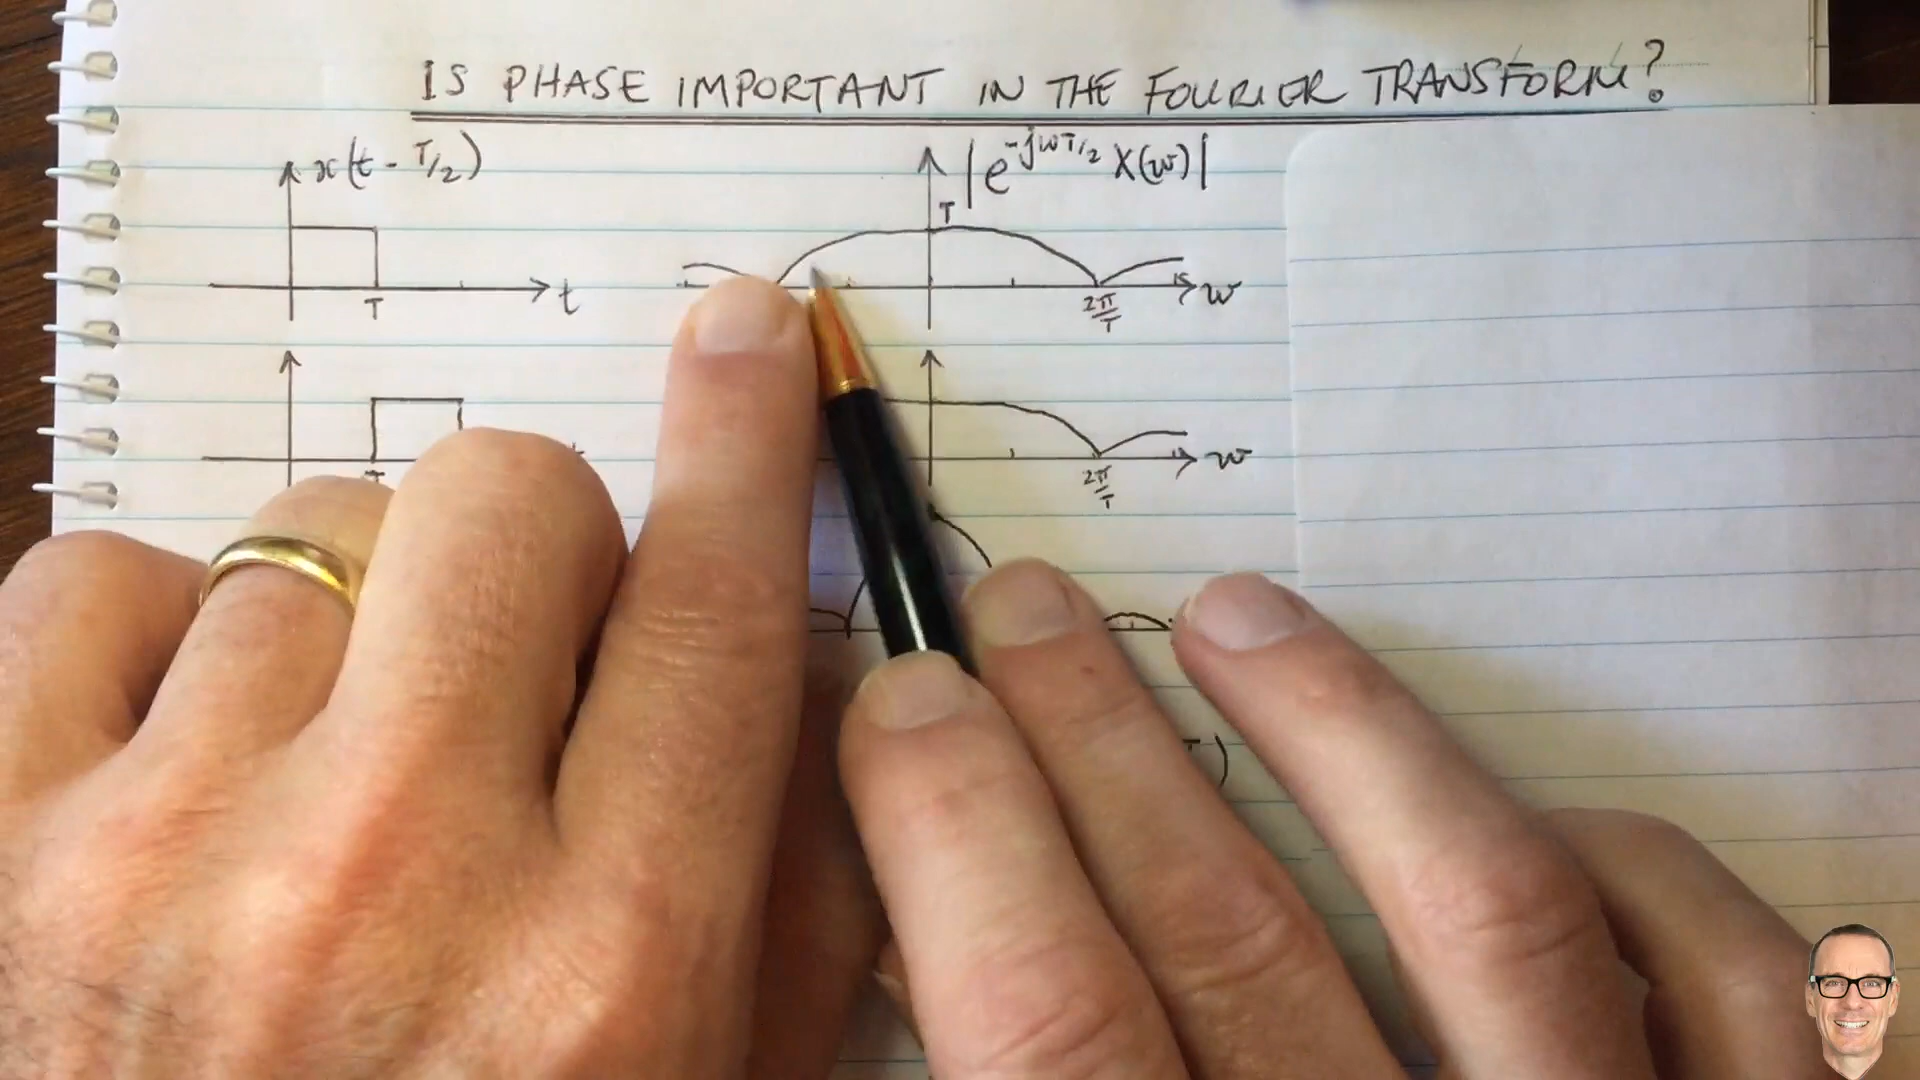 IS PHASE IMPORTANT IN THE FOURIER TRANSFORM?
x(t - T/2)
|e^{-jωT/2} X(ω)|
T
T
t
2π/T
ω
ω
2π/T
)